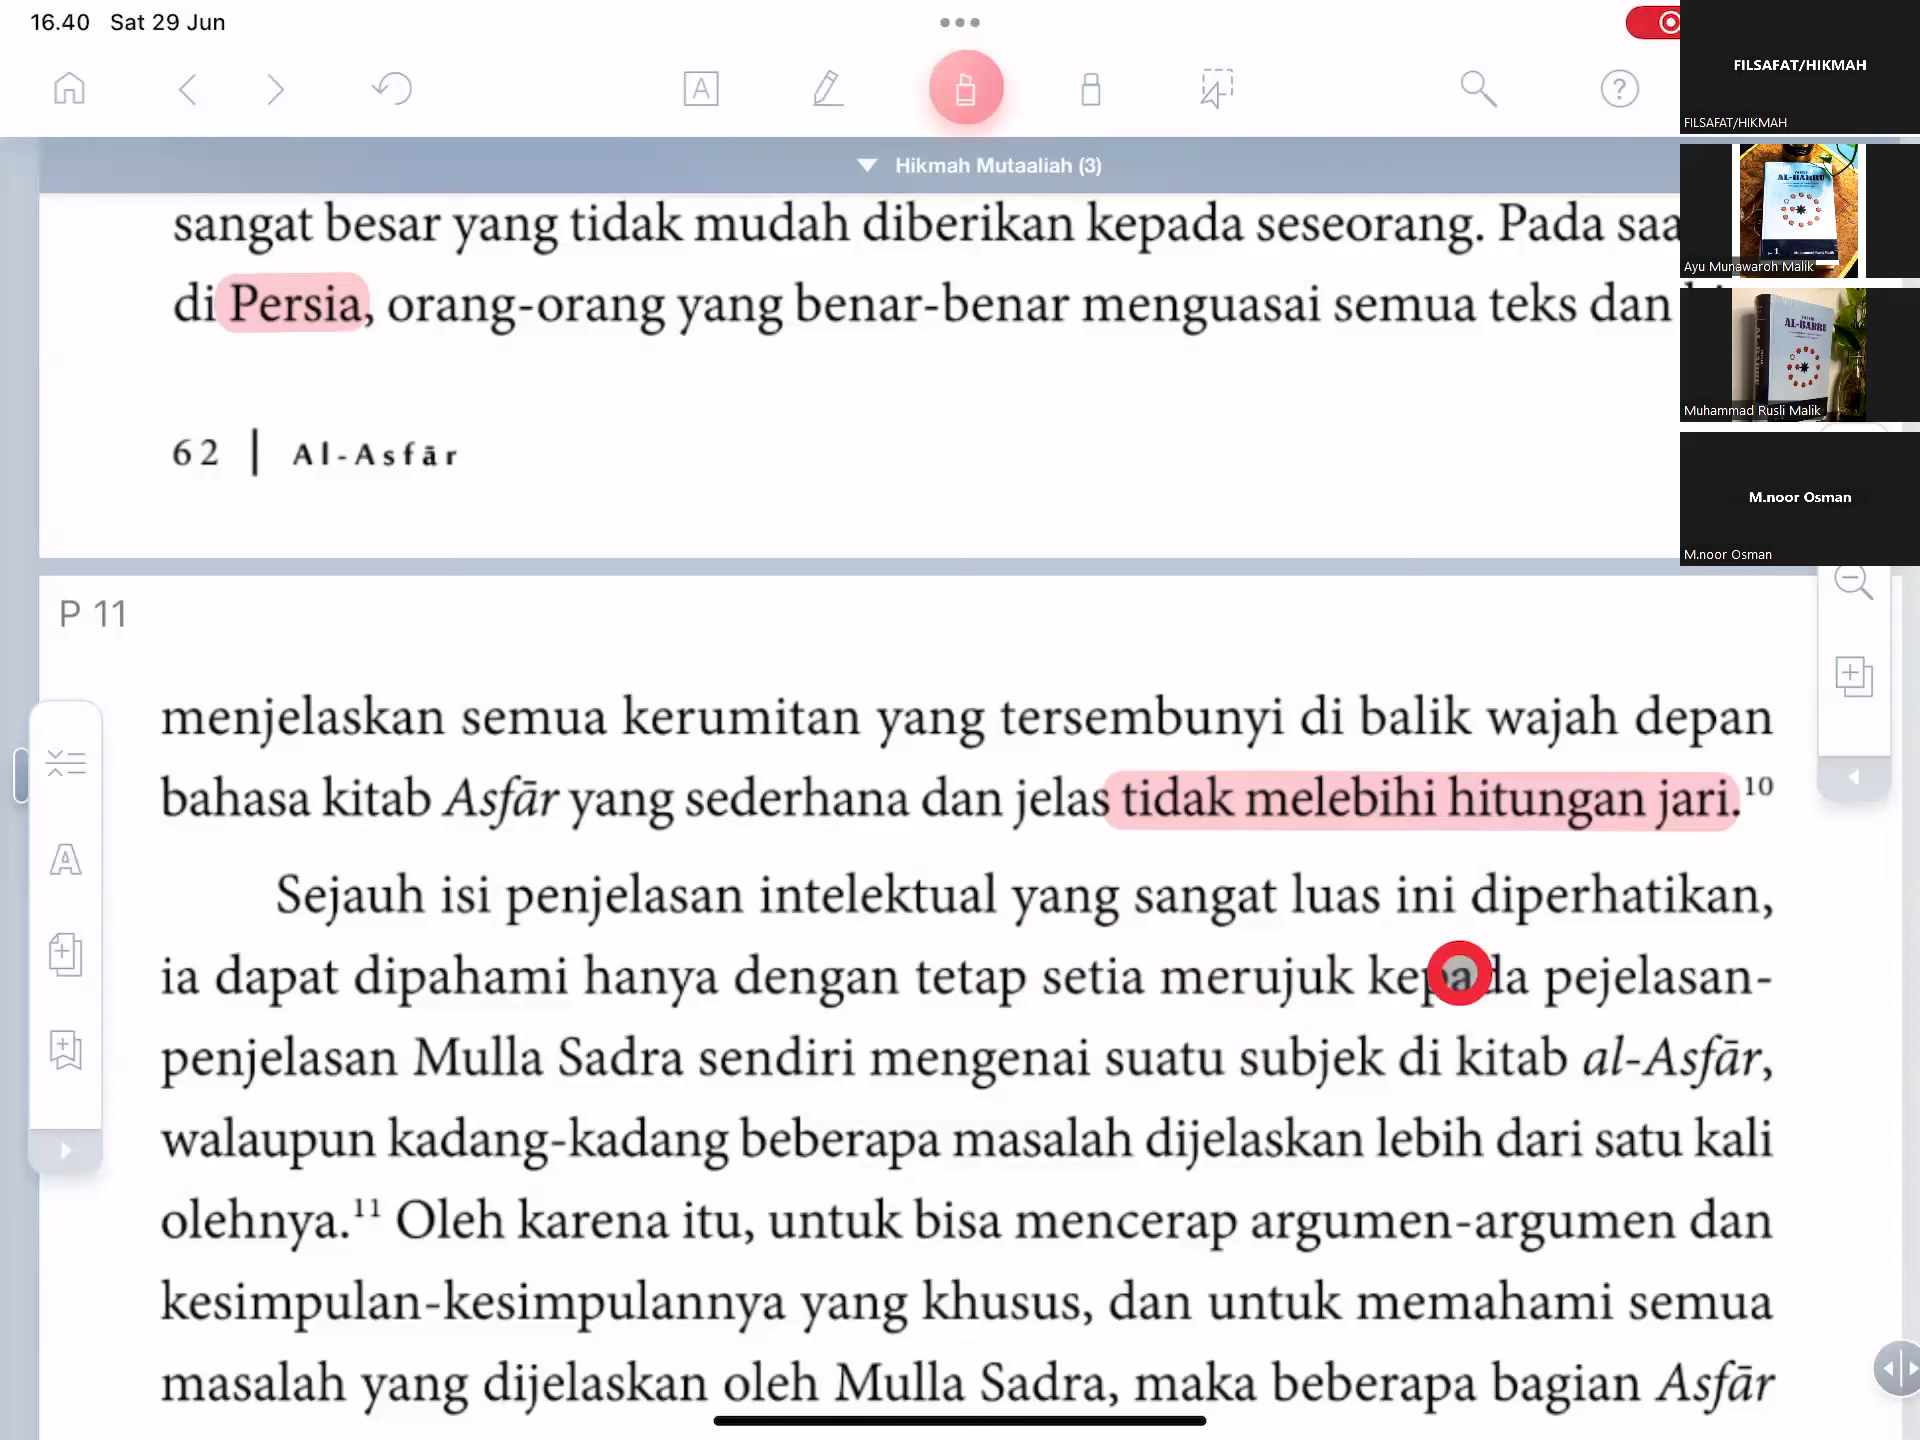 16.40 Sat 29 Jun
FILSAFAT/HIKMAH
FILSAFAT/HIKMAH
Hikmah Mutaaliah (3)
AL-BAHRU
Ayu Munawaroh Malik
AL-BAHRU
Muhammad Rusli Malik
M.noor Osman
M.noor Osman
sangat besar yang tidak mudah diberikan kepada seseorang. Pada saa
di Persia, orang-orang yang benar-benar menguasai semua teks dan
62 | Al-Asfār
P 11
menjelaskan semua kerumitan yang tersembunyi di balik wajah depan
bahasa kitab Asfār yang sederhana dan jelas tidak melebihi hitungan jari.10
Sejauh isi penjelasan intelektual yang sangat luas ini diperhatikan,
ia dapat dipahami hanya dengan tetap setia merujuk kepada pejelasan-
penjelasan Mulla Sadra sendiri mengenai suatu subjek di kitab al-Asfār,
walaupun kadang-kadang beberapa masalah dijelaskan lebih dari satu kali
olehnya.11 Oleh karena itu, untuk bisa mencerap argumen-argumen dan
kesimpulan-kesimpulannya yang khusus, dan untuk memahami semua
masalah yang dijelaskan oleh Mulla Sadra, maka beberapa bagian Asfār